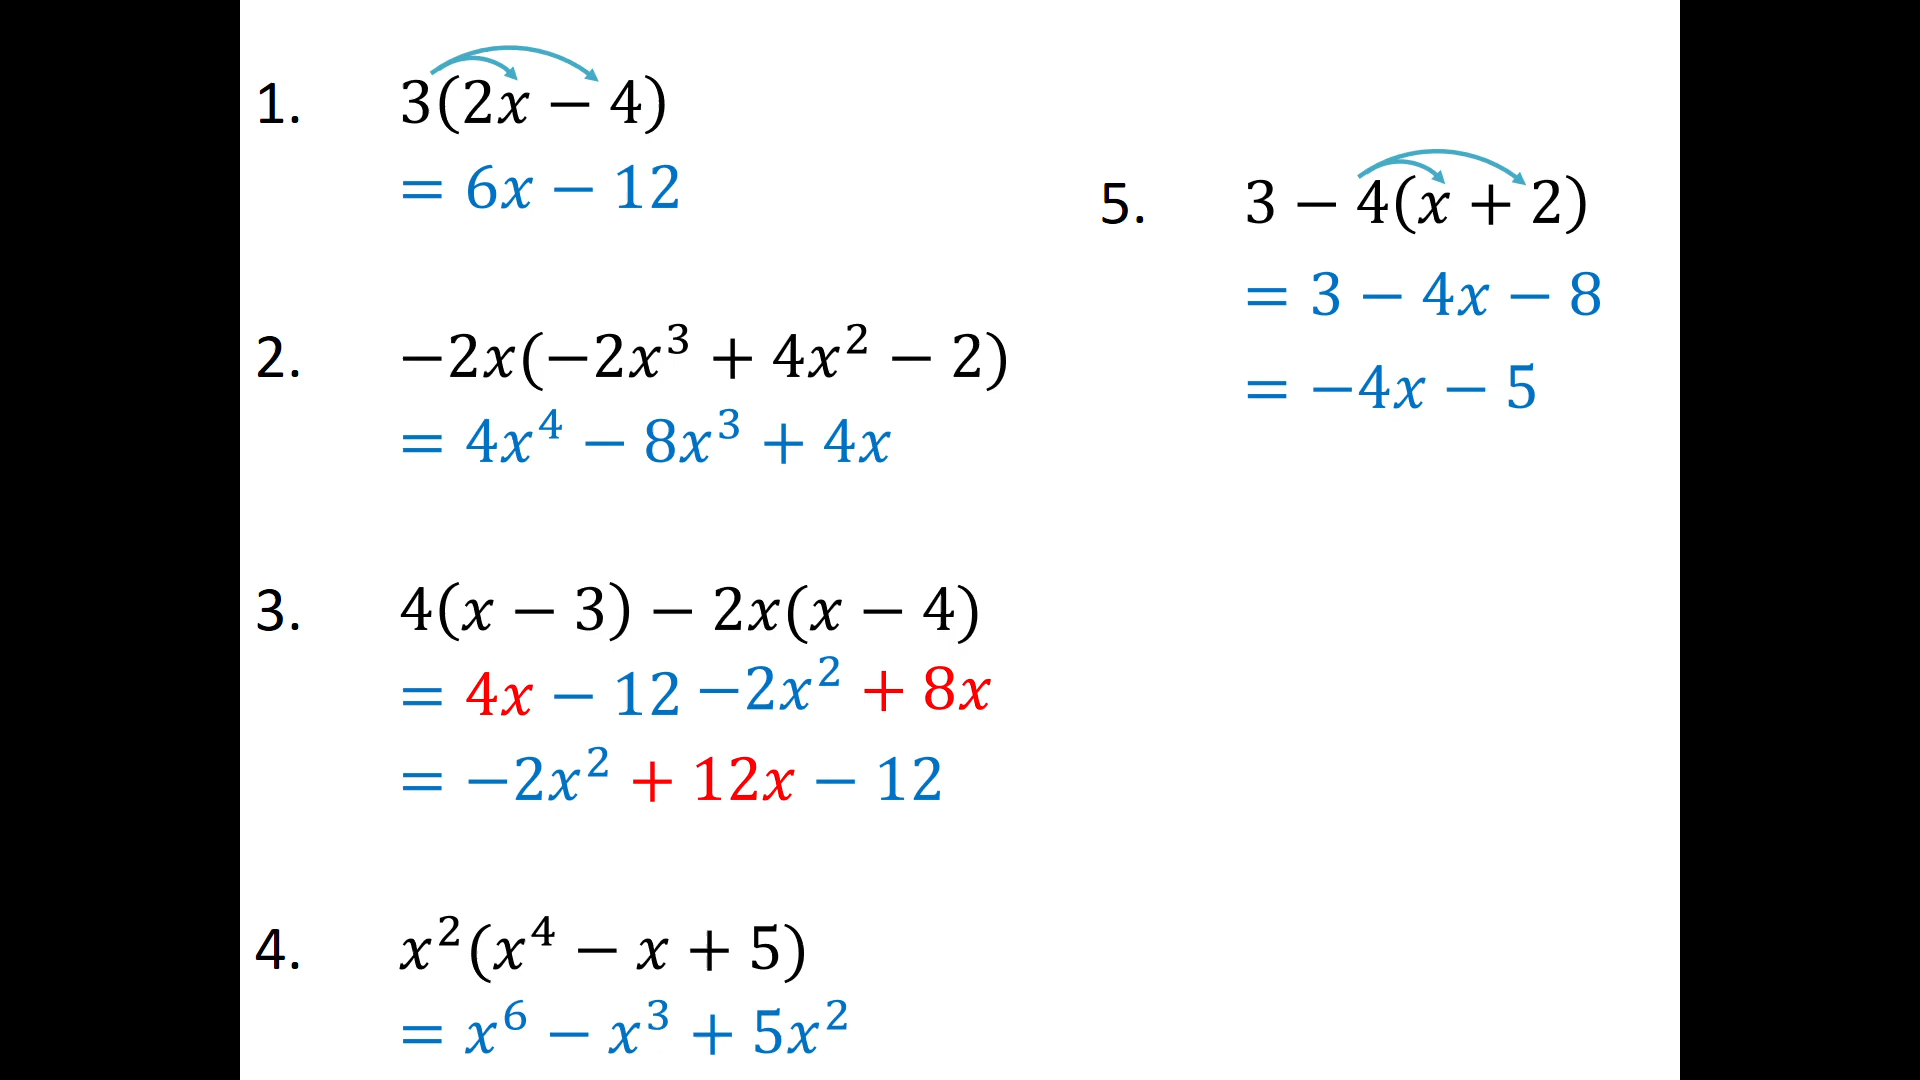 1. 3(2x − 4)
= 6x − 12
2. −2x(−2x³ + 4x² − 2)
= 4x⁴ − 8x³ + 4x
3. 4(x − 3) − 2x(x − 4)
= 4x − 12 −2x² + 8x
= −2x² + 12x − 12
4. x²(x⁴ − x + 5)
= x⁶ − x³ + 5x²
5. 3 − 4(x + 2)
= 3 − 4x − 8
= −4x − 5